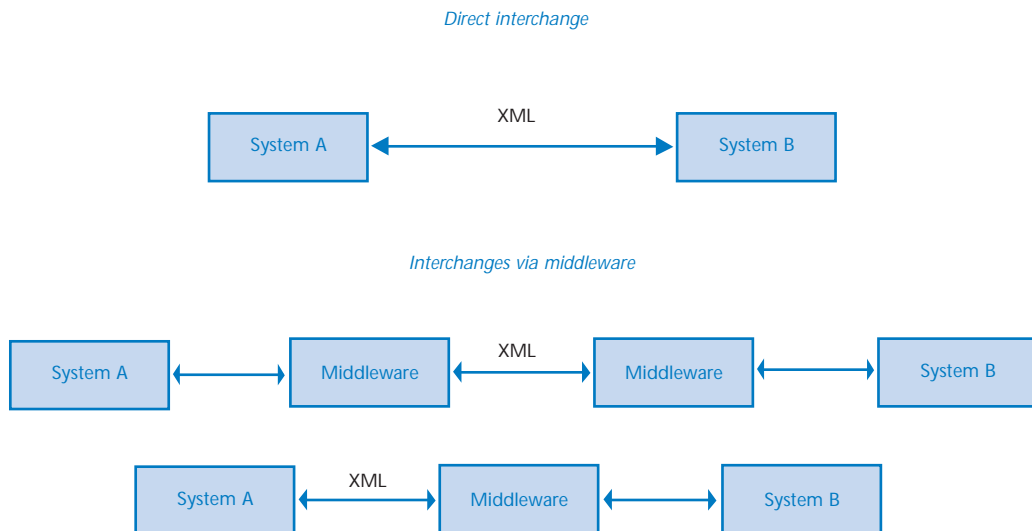 Direct interchange
XML
System A
System B
Interchanges via middleware
XML
System A
Middleware
Middleware
System B
XML
System A
Middleware
System B